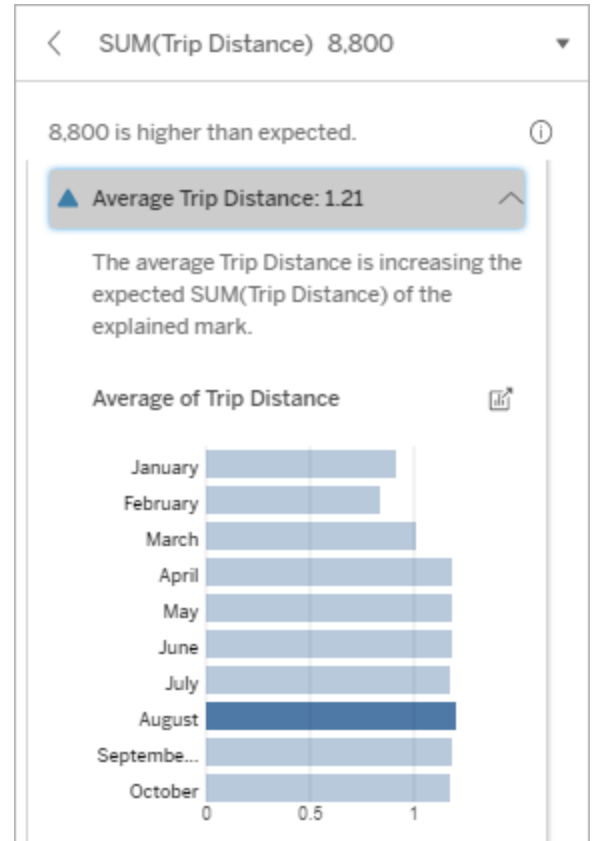 SUM(Trip Distance) 8,800
8,800 is higher than expected.
Average Trip Distance: 1.21
The average Trip Distance is increasing the
expected SUM(Trip Distance) of the
explained mark.
Average of Trip Distance
January
February
March
April
May
June
July
August
Septembe...
October
0 0.5 1